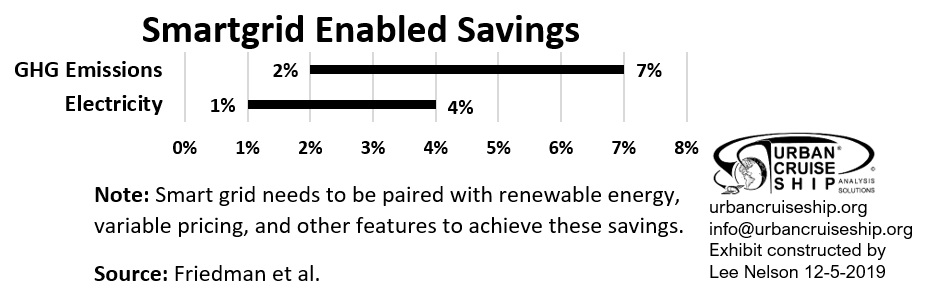 Smartgrid Enabled Savings
GHG Emissions 2% 7%
Electricity 1% 4%
0% 1% 2% 3% 4% 5% 6% 7% 8%
Note: Smart grid needs to be paired with renewable energy,
variable pricing, and other features to achieve these savings.
Source: Friedman et al.
URBAN®
CRUISE ©
SHIP ANALYSIS
SOLUTIONS
urbancruiseship.org
info@urbancruiseship.org
Exhibit constructed by
Lee Nelson 12-5-2019